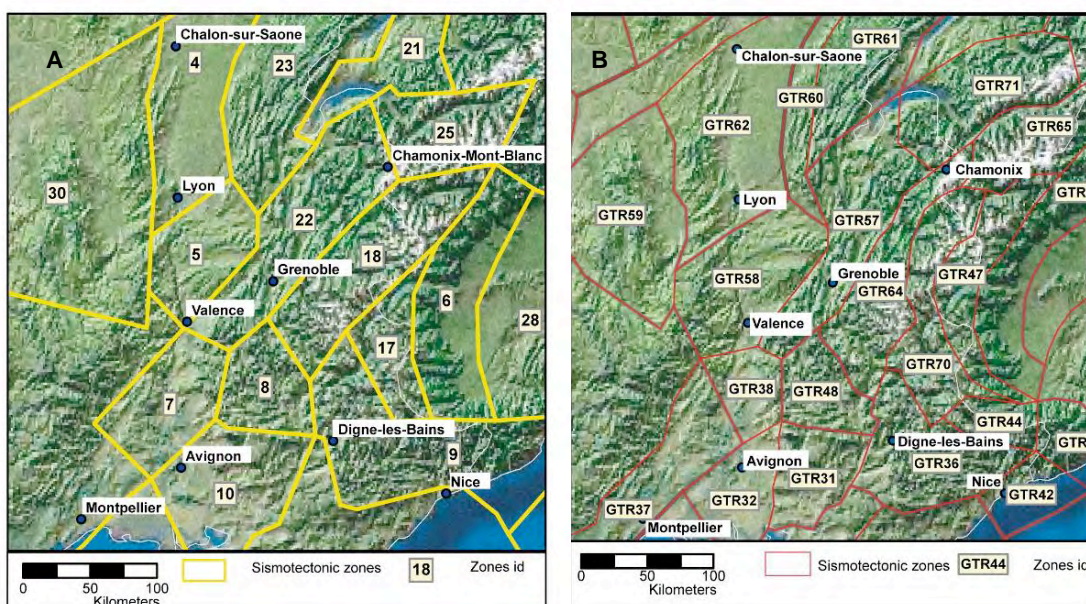 A
4
Chalon-sur-Saone
23
21
25
Chamonix-Mont-Blanc
30
Lyon
22
5
18
Grenoble
6
28
Valence
17
8
7
Digne-les-Bains
9
Avignon
10
Nice
Montpellier
Sismotectonic zones
18
Zones id
0
50
100
Kilometers
B
GTR61
Chalon-sur-Saone
GTR71
GTR60
GTR62
GTR65
Chamonix
GTR
Lyon
GTR59
GTR57
GTR58
Grenoble
GTR47
GTR64
Valence
GTR70
GTR38
GTR48
GTR44
Digne-les-Bains
GTR
Avignon
GTR36
GTR31
GTR32
Nice
GTR42
GTR37
Montpellier
Sismotectonic zones
GTR44
Zones id
0
50
100
Kilometers